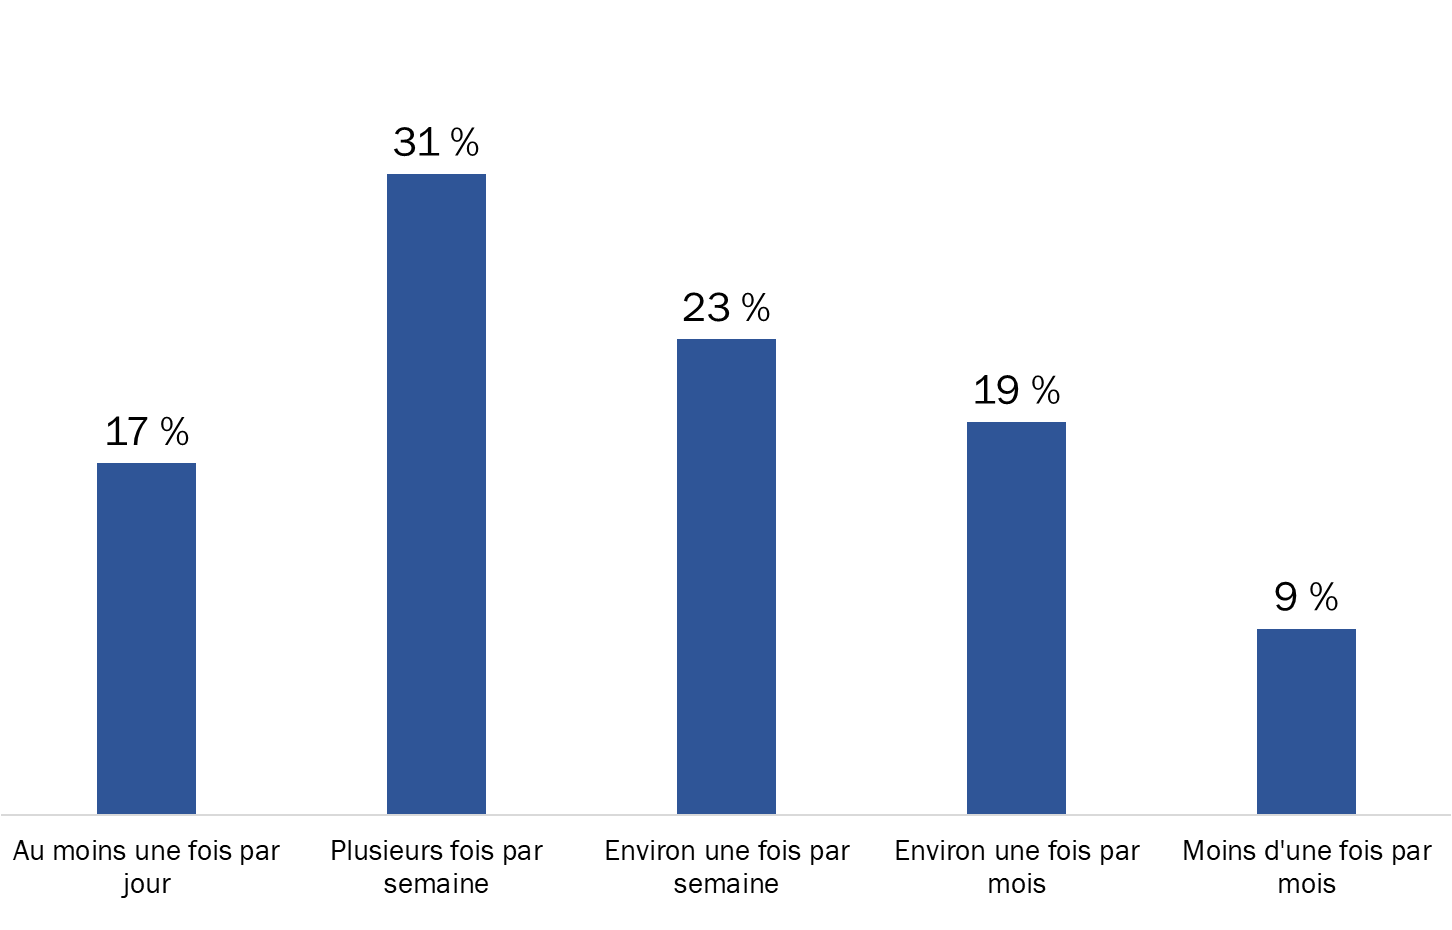 31 %
23 %
19 %
17 %
9 %
Au moins une fois par
jour
Plusieurs fois par
semaine
Environ une fois par
semaine
Environ une fois par
mois
Moins d'une fois par
mois